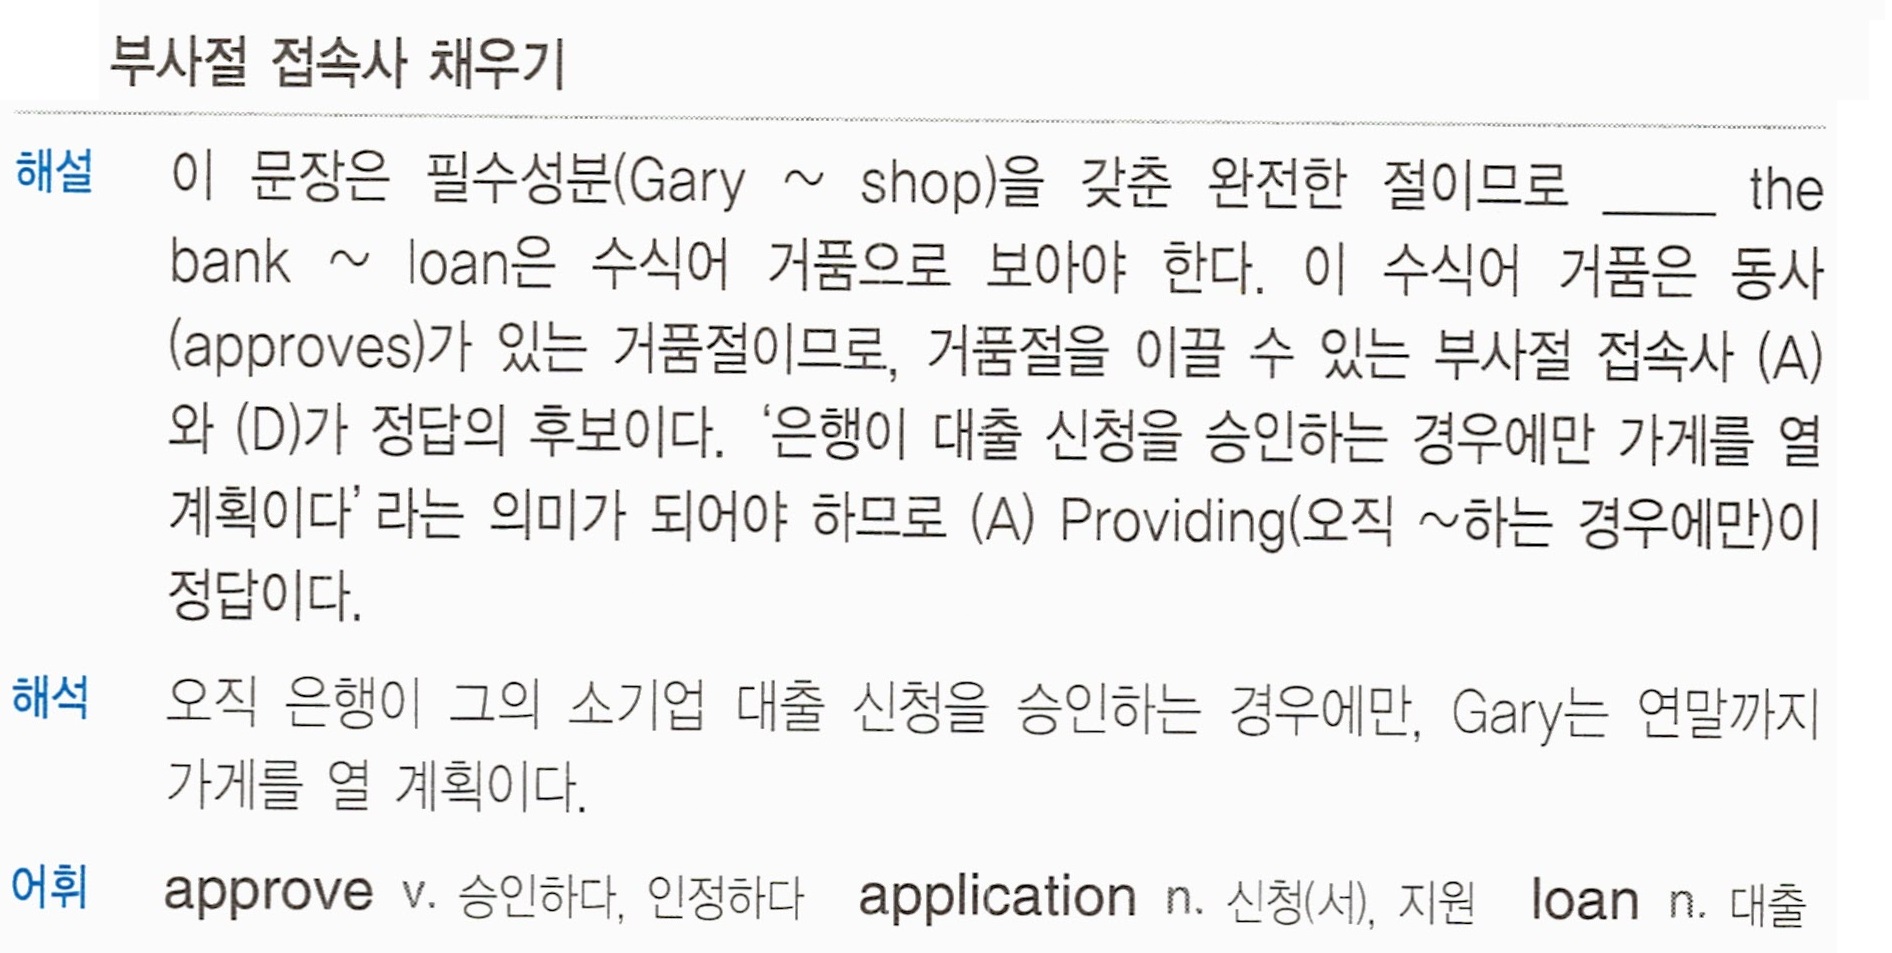 부사절 접속사 채우기
해설 이 문장은 필수성분(Gary ~ shop)을 갖춘 완전한 절이므로 ____ the
bank ~ loan은 수식어 거품으로 보아야 한다. 이 수식어 거품은 동사
(approves)가 있는 거품절이므로, 거품절을 이끌 수 있는 부사절 접속사 (A)
와 (D)가 정답의 후보이다. ‘은행이 대출 신청을 승인하는 경우에만 가게를 열
계획이다’라는 의미가 되어야 하므로 (A) Providing(오직 ~하는 경우에만)이
정답이다.
해석 오직 은행이 그의 소기업 대출 신청을 승인하는 경우에만, Gary는 연말까지
가게를 열 계획이다.
어휘 approve v. 승인하다, 인정하다 application n. 신청(서), 지원 loan n. 대출